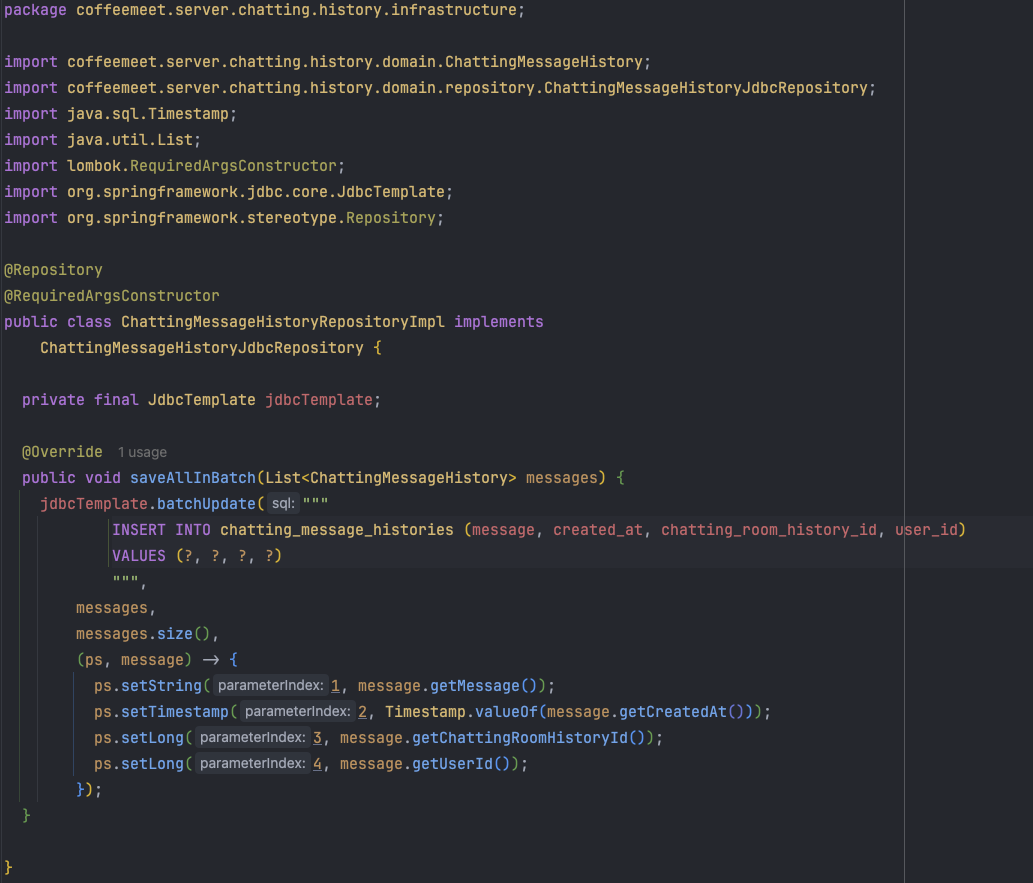 package coffeemeet.server.chatting.history.infrastructure;
import coffeemeet.server.chatting.history.domain.ChattingMessageHistory;
import coffeemeet.server.chatting.history.domain.repository.ChattingMessageHistoryJdbcRepository;
import java.sql.Timestamp;
import java.util.List;
import lombok.RequiredArgsConstructor;
import org.springframework.jdbc.core.JdbcTemplate;
import org.springframework.stereotype.Repository;
@Repository
@RequiredArgsConstructor
public class ChattingMessageHistoryRepositoryImpl implements
ChattingMessageHistoryJdbcRepository {
private final JdbcTemplate jdbcTemplate;
@Override 1 usage
public void saveAllInBatch(List<ChattingMessageHistory> messages) {
jdbcTemplate.batchUpdate( sql: """
INSERT INTO chatting_message_histories (message, created_at, chatting_room_history_id, user_id)
VALUES (?, ?, ?, ?)
""",
messages,
messages.size(),
(ps, message) -> {
ps.setString( parameterIndex: 1, message.getMessage());
ps.setTimestamp( parameterIndex: 2, Timestamp.valueOf(message.getCreatedAt()));
ps.setLong( parameterIndex: 3, message.getChattingRoomHistoryId());
ps.setLong( parameterIndex: 4, message.getUserId());
});
}
}